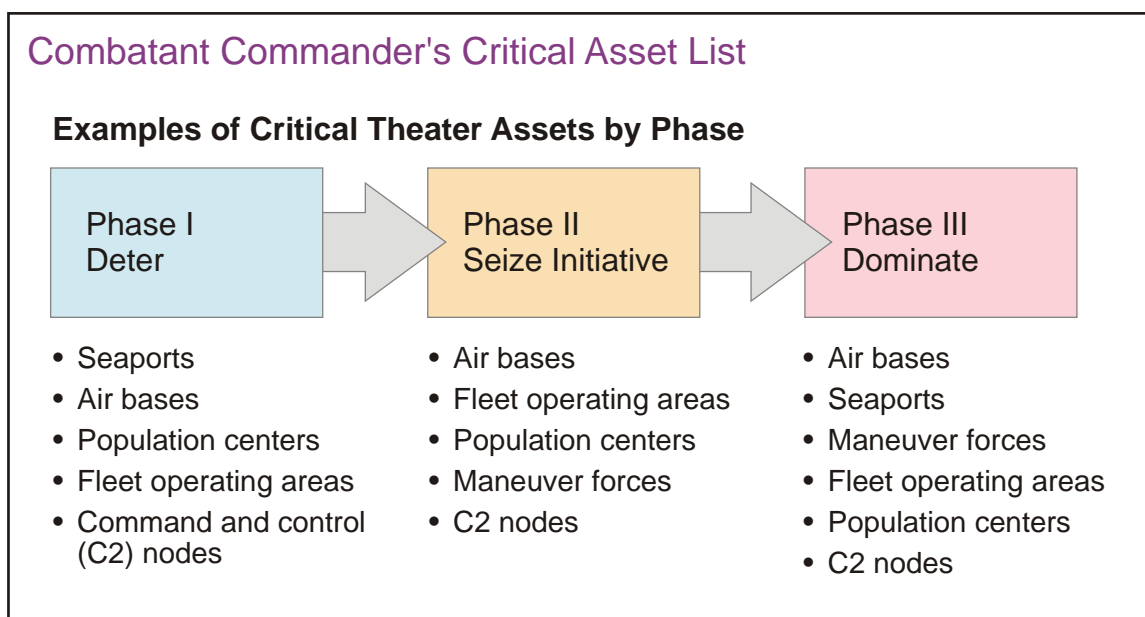 Combatant Commander's Critical Asset List
Examples of Critical Theater Assets by Phase
Phase I
Deter
Phase II
Seize Initiative
Phase III
Dominate
• Seaports
• Air bases
• Population centers
• Fleet operating areas
• Command and control
(C2) nodes
• Air bases
• Fleet operating areas
• Population centers
• Maneuver forces
• C2 nodes
• Air bases
• Seaports
• Maneuver forces
• Fleet operating areas
• Population centers
• C2 nodes